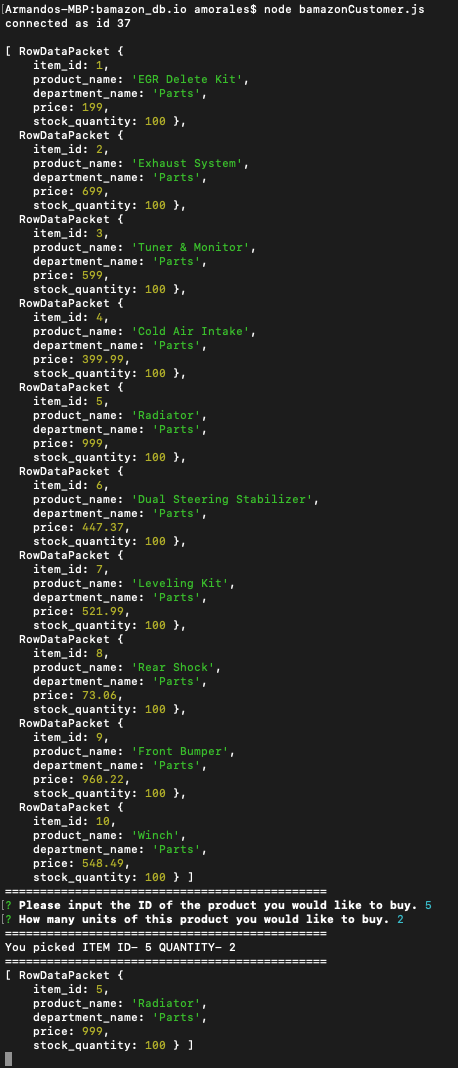 [Armandos-MBP:bamazon_db.io amorales$ node bamazonCustomer.js
connected as id 37
[ RowDataPacket {
item_id: 1,
product_name: 'EGR Delete Kit',
department_name: 'Parts',
price: 199,
stock_quantity: 100 },
RowDataPacket {
item_id: 2,
product_name: 'Exhaust System',
department_name: 'Parts',
price: 699,
stock_quantity: 100 },
RowDataPacket {
item_id: 3,
product_name: 'Tuner & Monitor',
department_name: 'Parts',
price: 599,
stock_quantity: 100 },
RowDataPacket {
item_id: 4,
product_name: 'Cold Air Intake',
department_name: 'Parts',
price: 399.99,
stock_quantity: 100 },
RowDataPacket {
item_id: 5,
product_name: 'Radiator',
department_name: 'Parts',
price: 999,
stock_quantity: 100 },
RowDataPacket {
item_id: 6,
product_name: 'Dual Steering Stabilizer',
department_name: 'Parts',
price: 447.37,
stock_quantity: 100 },
RowDataPacket {
item_id: 7,
product_name: 'Leveling Kit',
department_name: 'Parts',
price: 521.99,
stock_quantity: 100 },
RowDataPacket {
item_id: 8,
product_name: 'Rear Shock',
department_name: 'Parts',
price: 73.06,
stock_quantity: 100 },
RowDataPacket {
item_id: 9,
product_name: 'Front Bumper',
department_name: 'Parts',
price: 960.22,
stock_quantity: 100 },
RowDataPacket {
item_id: 10,
product_name: 'Winch',
department_name: 'Parts',
price: 548.49,
stock_quantity: 100 } ]
==============================================
[? Please input the ID of the product you would like to buy. 5
[? How many units of this product you would like to buy. 2
==============================================
You picked ITEM ID- 5 QUANTITY- 2
==============================================
[ RowDataPacket {
item_id: 5,
product_name: 'Radiator',
department_name: 'Parts',
price: 999,
stock_quantity: 100 } ]